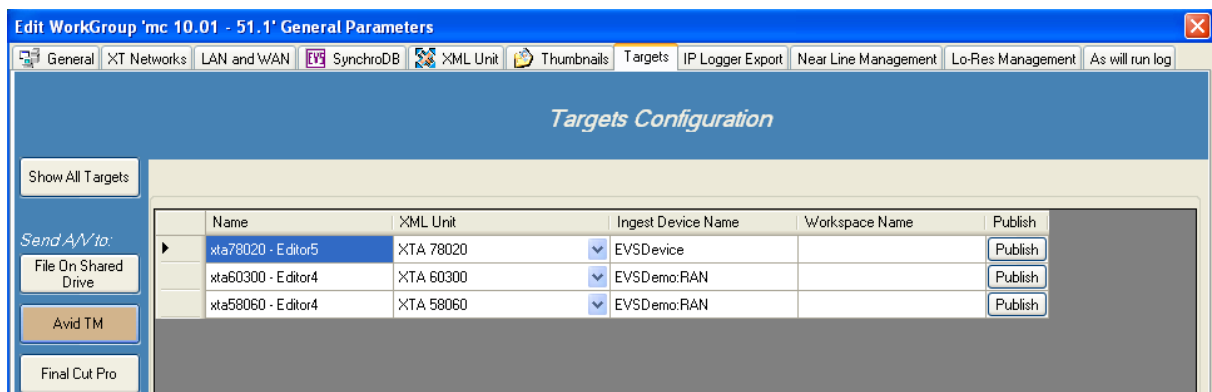 Edit WorkGroup 'mc 10.01 - 51.1' General Parameters
General XT Networks LAN and WAN EVS SynchroDB XML Unit Thumbnails Targets IP Logger Export Near Line Management Lo-Res Management As will run log
Targets Configuration
Show All Targets
Name XML Unit Ingest Device Name Workspace Name Publish
Send A/V to:
xta78020 - Editor5 XTA 78020 EVSDevice Publish
File On Shared
Drive
xta60300 - Editor4 XTA 60300 EVSDemo:RAN Publish
xta58060 - Editor4 XTA 58060 EVSDemo:RAN Publish
Avid TM
Final Cut Pro